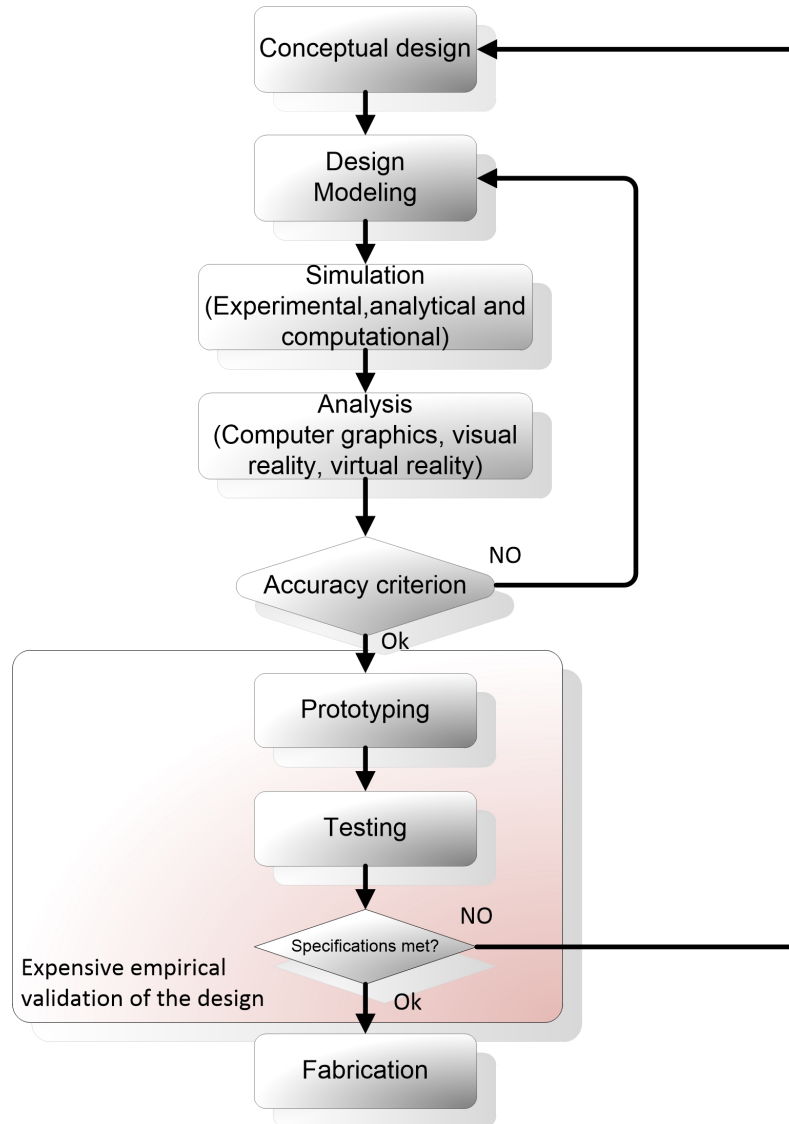 Conceptual design
Design
Modeling
Simulation
(Experimental,analytical and
computational)
Analysis
(Computer graphics, visual
reality, virtual reality)
Accuracy criterion
NO
Ok
Prototyping
Testing
Specifications met?
NO
Expensive empirical
validation of the design
Ok
Fabrication